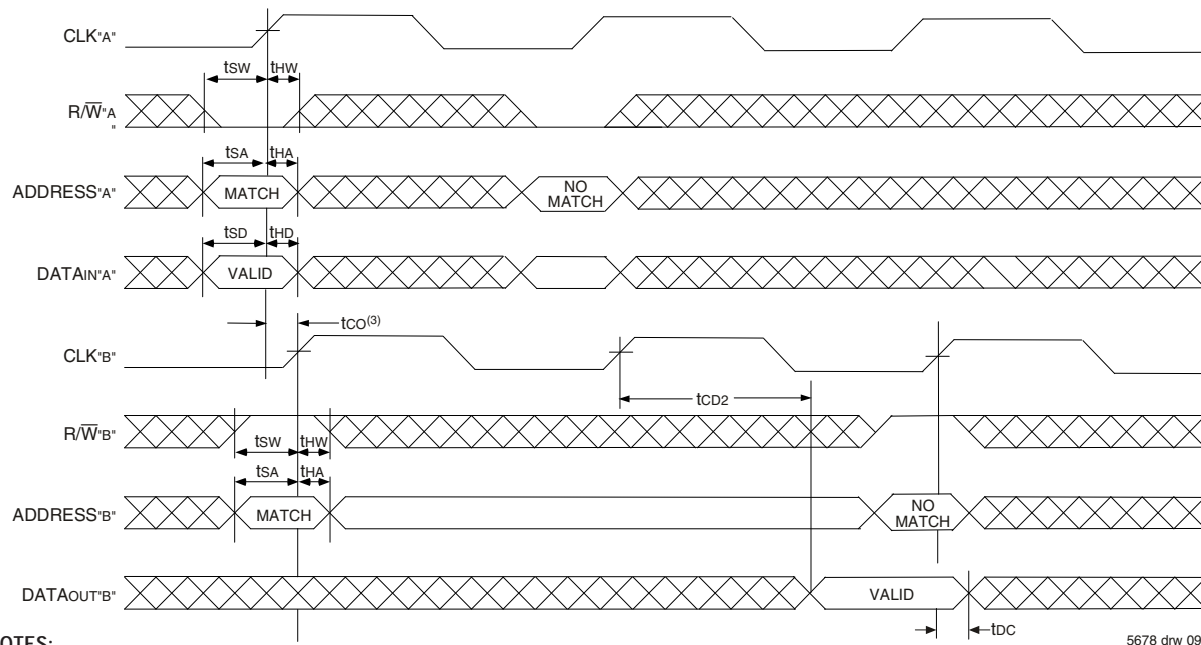 CLK"A"
tSW tHW
R/W"A
"
tSA tHA
ADDRESS"A" MATCH NO MATCH
tSD tHD
DATAIN"A" VALID
tCO(3)
CLK"B"
tCD2
R/W"B"
tSW tHW
tSA tHA
ADDRESS"B" MATCH NO MATCH
DATAOUT"B" VALID
tDC
OTES:
5678 drw 09